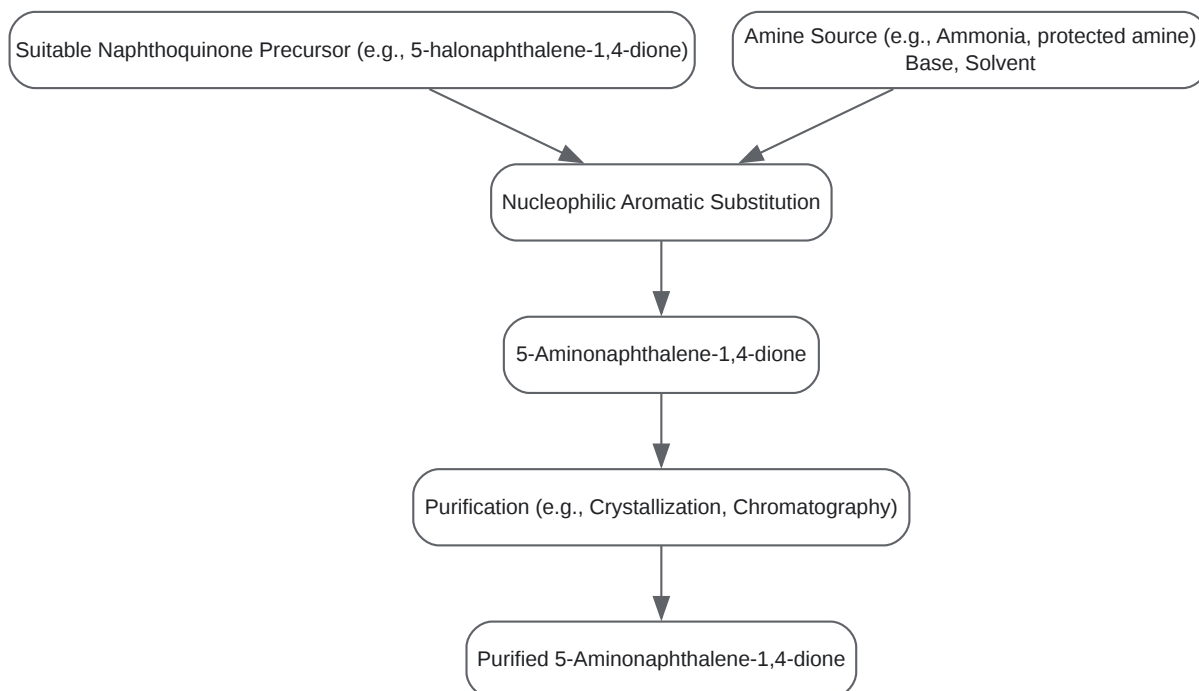 Suitable Naphthoquinone Precursor (e.g., 5-halonaphthalene-1,4-dione)
Amine Source (e.g., Ammonia, protected amine)
Base, Solvent
Nucleophilic Aromatic Substitution
5-Aminonaphthalene-1,4-dione
Purification (e.g., Crystallization, Chromatography)
Purified 5-Aminonaphthalene-1,4-dione